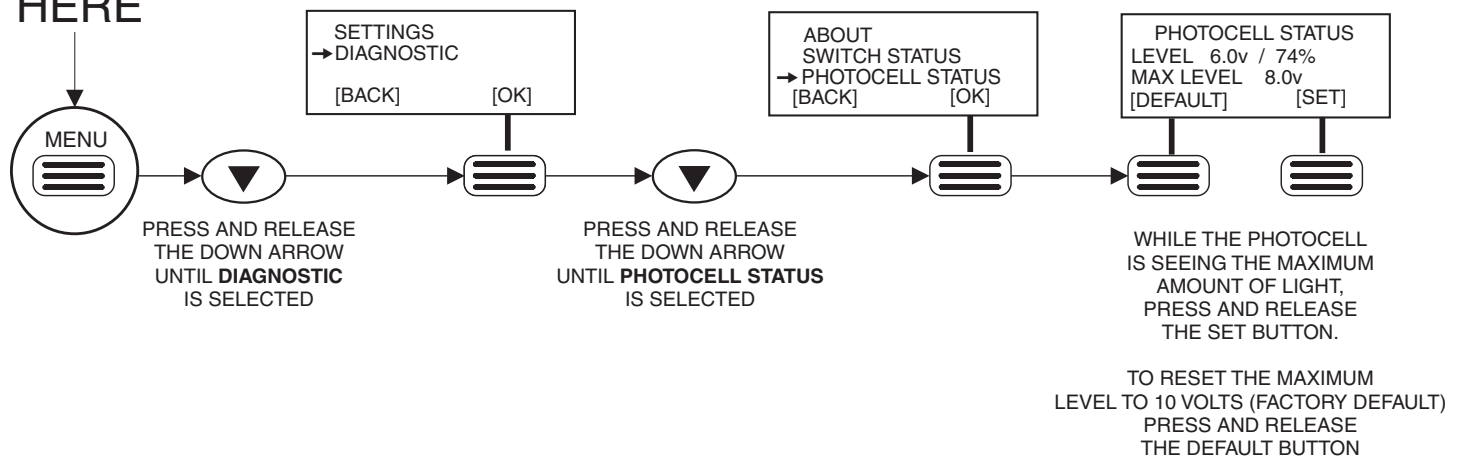 HERE
MENU
PRESS AND RELEASE
THE DOWN ARROW
UNTIL DIAGNOSTIC
IS SELECTED
SETTINGS
→DIAGNOSTIC
[BACK] [OK]
PRESS AND RELEASE
THE DOWN ARROW
UNTIL PHOTOCELL STATUS
IS SELECTED
ABOUT
SWITCH STATUS
→PHOTOCELL STATUS
[BACK] [OK]
PHOTOCELL STATUS
LEVEL 6.0v / 74%
MAX LEVEL 8.0v
[DEFAULT] [SET]
WHILE THE PHOTOCELL
IS SEEING THE MAXIMUM
AMOUNT OF LIGHT,
PRESS AND RELEASE
THE SET BUTTON.
TO RESET THE MAXIMUM
LEVEL TO 10 VOLTS (FACTORY DEFAULT)
PRESS AND RELEASE
THE DEFAULT BUTTON